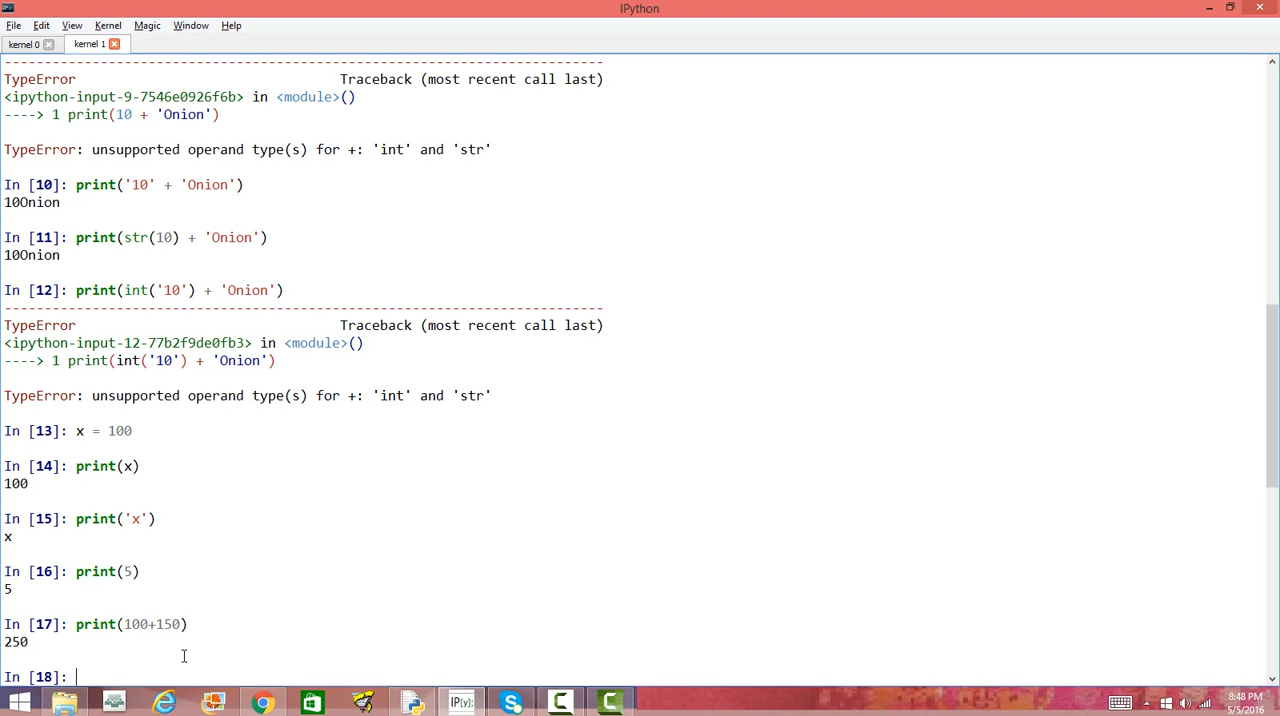 IPython
File Edit View Kernel Magic Window Help
kernel 0 kernel 1
---------------------------------------------------------------------------
TypeError                                 Traceback (most recent call last)
<ipython-input-9-7546e0926f6b> in <module>()
----> 1 print(10 + 'Onion')
TypeError: unsupported operand type(s) for +: 'int' and 'str'
In [10]: print('10' + 'Onion')
10Onion
In [11]: print(str(10) + 'Onion')
10Onion
In [12]: print(int('10') + 'Onion')
---------------------------------------------------------------------------
TypeError                                 Traceback (most recent call last)
<ipython-input-12-77b2f9de0fb3> in <module>()
----> 1 print(int('10') + 'Onion')
TypeError: unsupported operand type(s) for +: 'int' and 'str'
In [13]: x = 100
In [14]: print(x)
100
In [15]: print('x')
x
In [16]: print(5)
5
In [17]: print(100+150)
250
In [18]:
IP[y]:
8:48 PM
5/5/2016